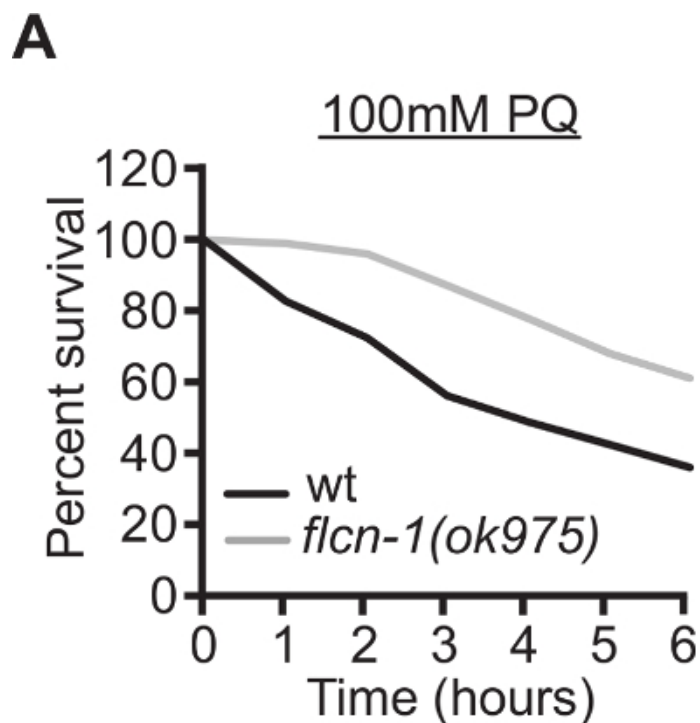 A
100mM PQ
Percent survival
120
100
80
60
40
20
0
wt
flcn-1(ok975)
0 1 2 3 4 5 6
Time (hours)